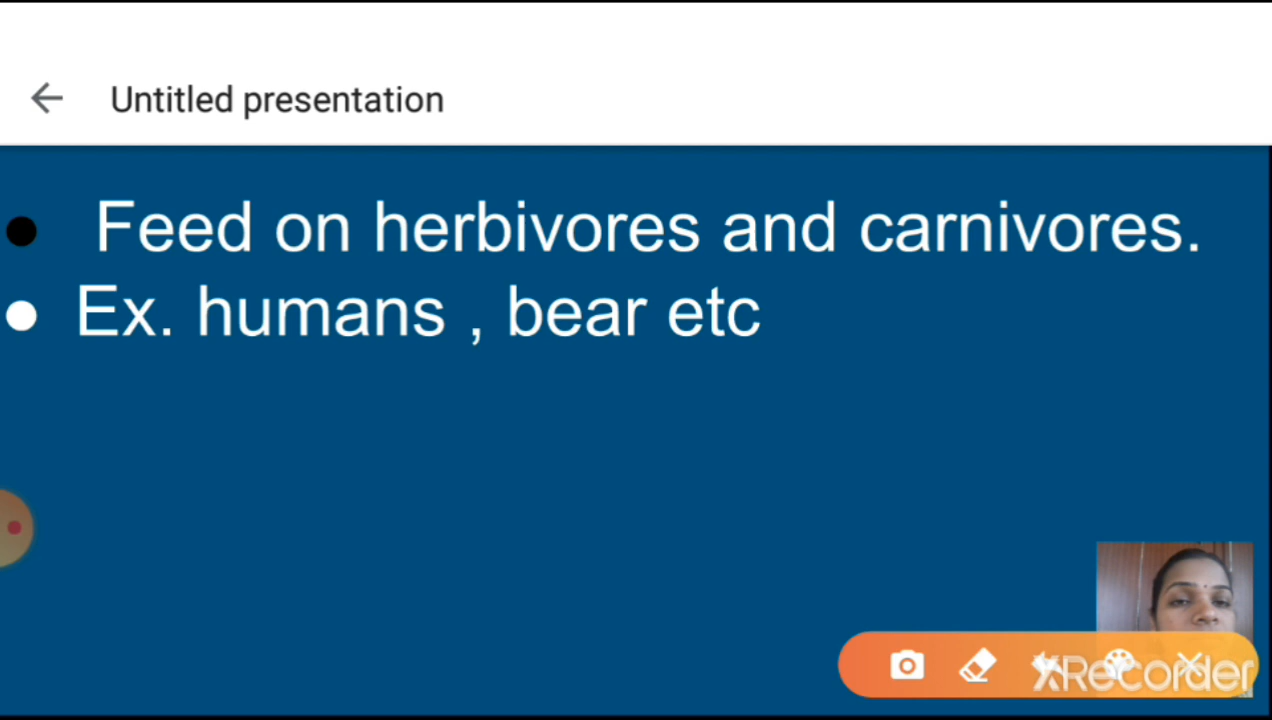 Untitled presentation
Feed on herbivores and carnivores.
Ex. humans , bear etc
XRecorder